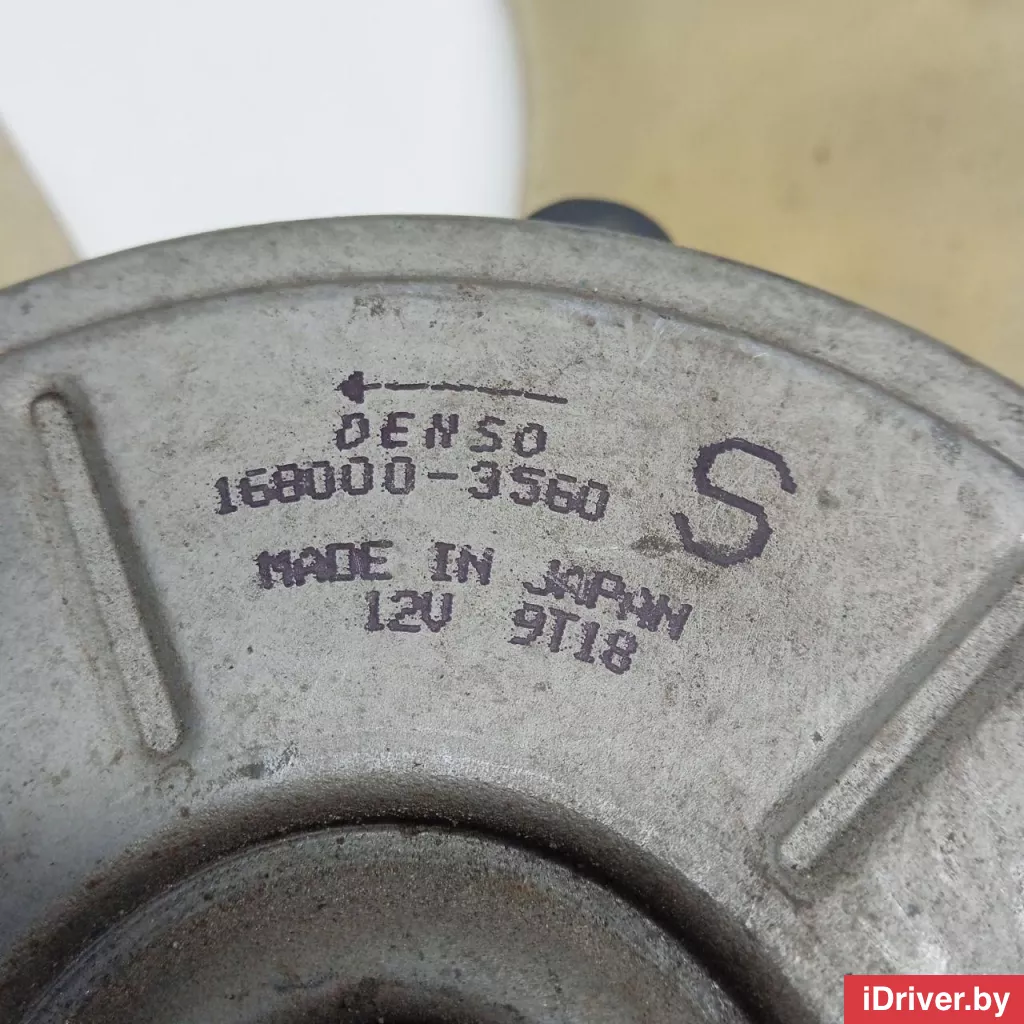 DENSO
168000-3560
S
MADE IN JAPAN
12V 9T18
iDriver.by